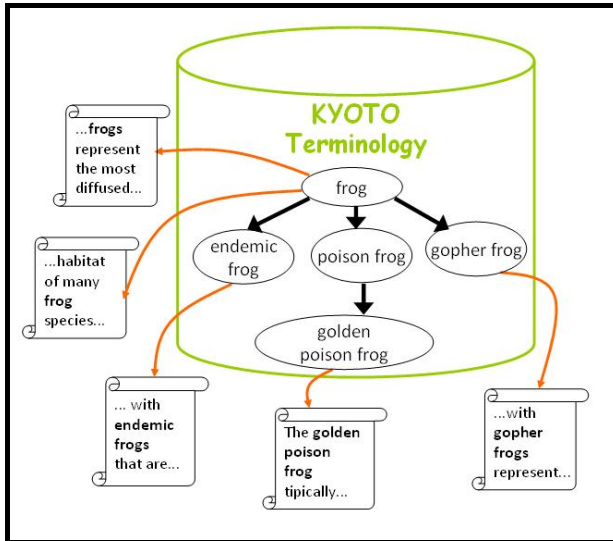 KYOTO
Terminology
...frogs
represent
the most
diffused...
frog
endemic
frog
poison frog
gopher frog
...habitat
of many
frog
species...
golden
poison frog
... with
endemic
frogs
that are...
The golden
poison
frog
tipically...
...with
gopher
frogs
represent...